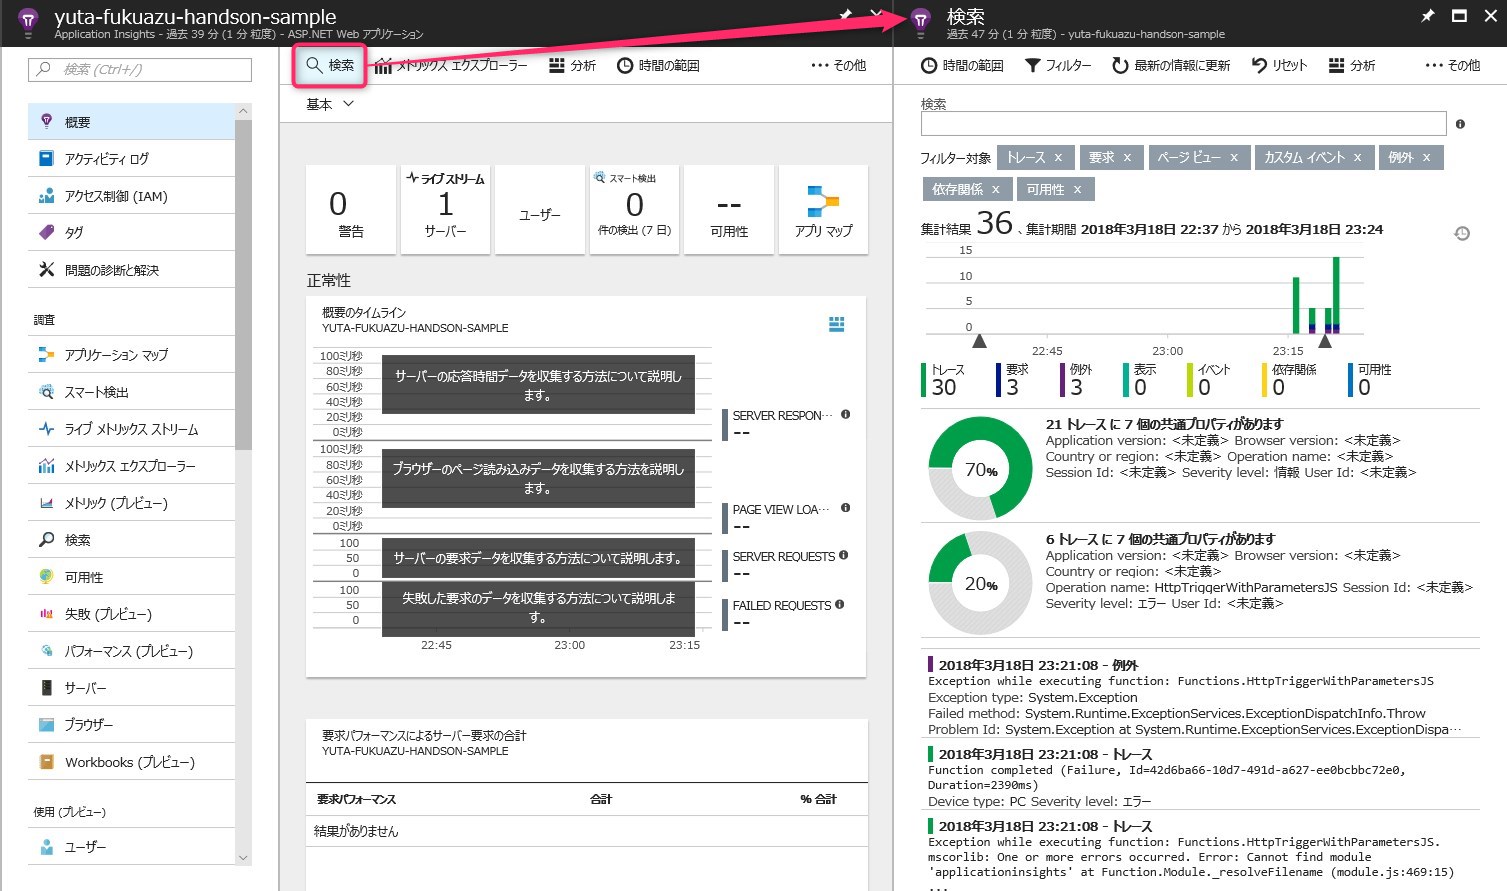 yuta-fukuazu-handson-sample
Application Insights - 過去 39 分 (1 分 粒度) - ASP.NET Web アプリケーション
検索 (Ctrl+/)
概要
アクティビティ ログ
アクセス制御 (IAM)
タグ
問題の診断と解決
調査
アプリケーション マップ
スマート検出
ライブ メトリックス ストリーム
メトリックス エクスプローラー
メトリック (プレビュー)
検索
可用性
失敗 (プレビュー)
パフォーマンス (プレビュー)
サーバー
ブラウザー
Workbooks (プレビュー)
使用 (プレビュー)
ユーザー
検索
メトリックス エクスプローラー
分析
時間の範囲
··· その他
基本
0
警告
ライブ ストリーム
1
サーバー
ユーザー
スマート検出
0
件の検出 (7 日)
--
可用性
アプリ マップ
正常性
概要のタイムライン
YUTA-FUKUAZU-HANDSON-SAMPLE
100ミリ秒
80ミリ秒
60ミリ秒
40ミリ秒
20ミリ秒
0ミリ秒
サーバーの応答時間データを収集する方法について説明し
ます。
SERVER RESPON···
--
100ミリ秒
80ミリ秒
60ミリ秒
40ミリ秒
20ミリ秒
0ミリ秒
ブラウザーのページ読み込みデータを収集する方法を説明し
ます。
PAGE VIEW LOA···
--
100
50
0
サーバーの要求データを収集する方法について説明します。
SERVER REQUESTS
--
100
50
0
失敗した要求のデータを収集する方法について説明しま
す。
FAILED REQUESTS
--
22:45 23:00 23:15
要求パフォーマンスによるサーバー要求の合計
YUTA-FUKUAZU-HANDSON-SAMPLE
要求パフォーマンス 合計 % 合計
結果がありません
検索
過去 47 分 (1 分 粒度) - yuta-fukuazu-handson-sample
時間の範囲
フィルター
最新の情報に更新
リセット
分析
··· その他
検索
フィルター対象 トレース x 要求 x ページ ビュー x カスタム イベント x 例外 x
依存関係 x 可用性 x
集計結果 36 、集計期間 2018年3月18日 22:37 から 2018年3月18日 23:24
15
10
5
0
22:45 23:00 23:15
トレース 要求 例外 表示 イベント 依存関係 可用性
30 3 3 0 0 0 0
70%
21 トレース に 7 個の共通プロパティがあります
Application version: <未定義> Browser version: <未定義>
Country or region: <未定義> Operation name: <未定義>
Session Id: <未定義> Severity level: 情報 User Id: <未定義>
20%
6 トレース に 7 個の共通プロパティがあります
Application version: <未定義> Browser version: <未定義>
Country or region: <未定義>
Operation name: HttpTriggerWithParametersJS Session Id: <未定義>
Severity level: エラー User Id: <未定義>
2018年3月18日 23:21:08 - 例外
Exception while executing function: Functions.HttpTriggerWithParametersJS
Exception type: System.Exception
Failed method: System.Runtime.ExceptionServices.ExceptionDispatchInfo.Throw
Problem Id: System.Exception at System.Runtime.ExceptionServices.ExceptionDispa···
2018年3月18日 23:21:08 - トレース
Function completed (Failure, Id=42d6ba66-10d7-491d-a627-ee0bcbbc72e0,
Duration=2390ms)
Device type: PC Severity level: エラー
2018年3月18日 23:21:08 - トレース
Exception while executing function: Functions.HttpTriggerWithParametersJS.
mscorlib: One or more errors occurred. Error: Cannot find module
'applicationinsights' at Function.Module._resolveFilename (module.js:469:15)